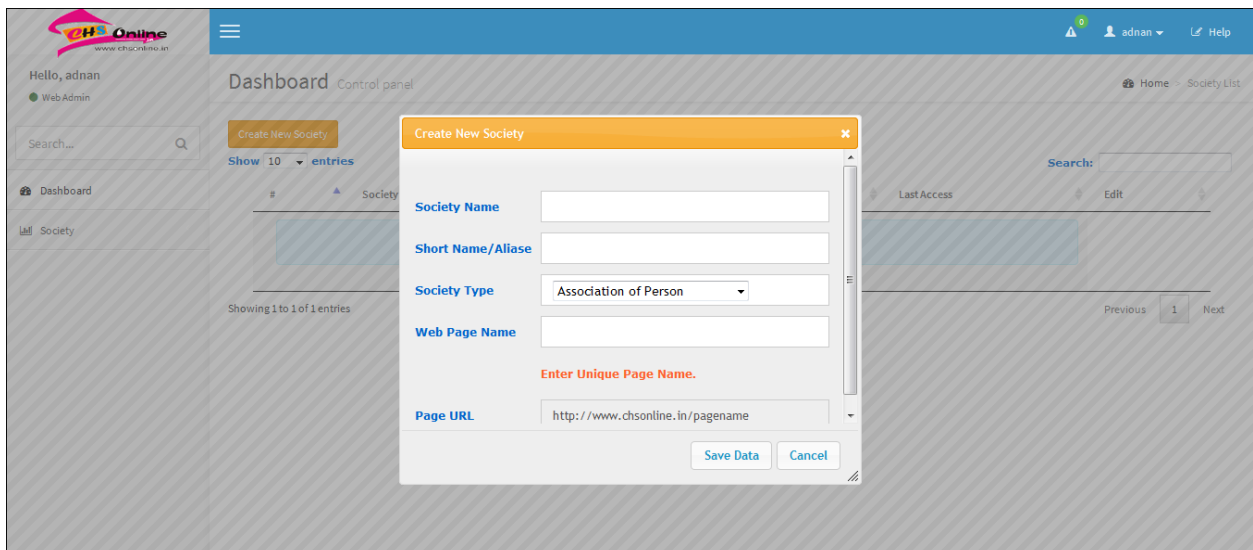 CHS Online
www.chsonline.in
0
adnan
Help
Hello, adnan
Web Admin
Search...
Dashboard
Society
Dashboard Control panel
Home > Society List
Create New Society
Show 10 entries
Search:
# Society Last Access Edit
Showing 1 to 1 of 1 entries
Previous 1 Next
Create New Society
Society Name
Short Name/Aliase
Society Type Association of Person
Web Page Name
Enter Unique Page Name.
Page URL http://www.chsonline.in/pagename
Save Data Cancel